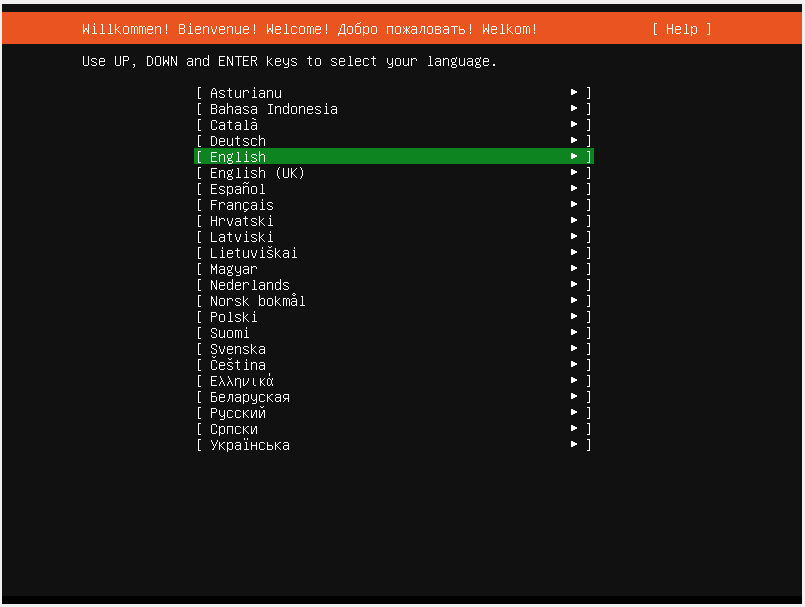 Willkommen! Bienvenue! Welcome! Добро пожаловать! Welkom! [ Help ]
Use UP, DOWN and ENTER keys to select your language.
[ Asturianu ► ]
[ Bahasa Indonesia ► ]
[ Català ► ]
[ Deutsch ► ]
[ English ► ]
[ English (UK) ► ]
[ Español ► ]
[ Français ► ]
[ Hrvatski ► ]
[ Latviski ► ]
[ Lietuviškai ► ]
[ Magyar ► ]
[ Nederlands ► ]
[ Norsk bokmål ► ]
[ Polski ► ]
[ Suomi ► ]
[ Svenska ► ]
[ Čeština ► ]
[ Ελληνικά ► ]
[ Беларуская ► ]
[ Русский ► ]
[ Српски ► ]
[ Українська ► ]